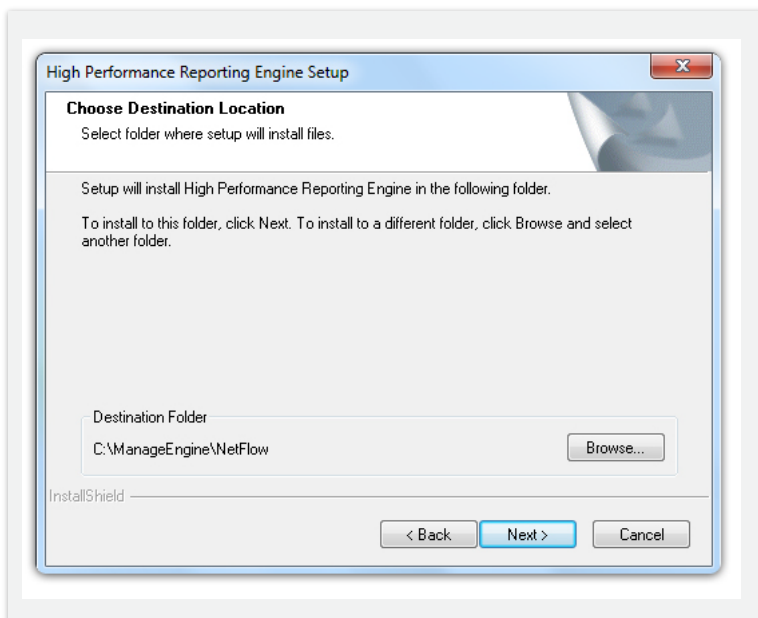 High Performance Reporting Engine Setup
Choose Destination Location
Select folder where setup will install files.
Setup will install High Performance Reporting Engine in the following folder.
To install to this folder, click Next. To install to a different folder, click Browse and select
another folder.
Destination Folder
C:\ManageEngine\NetFlow
Browse...
InstallShield
< Back
Next >
Cancel